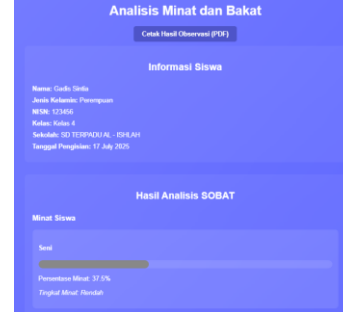 Analisis Minat dan Bakat
Cetak Hasil Observasi (PDF)
Informasi Siswa
Nama: Gadis Sintia
Jenis Kelamin: Perempuan
NISN: 123456
Kelas: Kelas 4
Sekolah: SD TERPADU AL - ISHLAH
Tanggal Pengisian: 17 July 2025
Hasil Analisis SOBAT
Minat Siswa
Seni
Persentase Minat: 37.5%
Tingkat Minat: Rendah